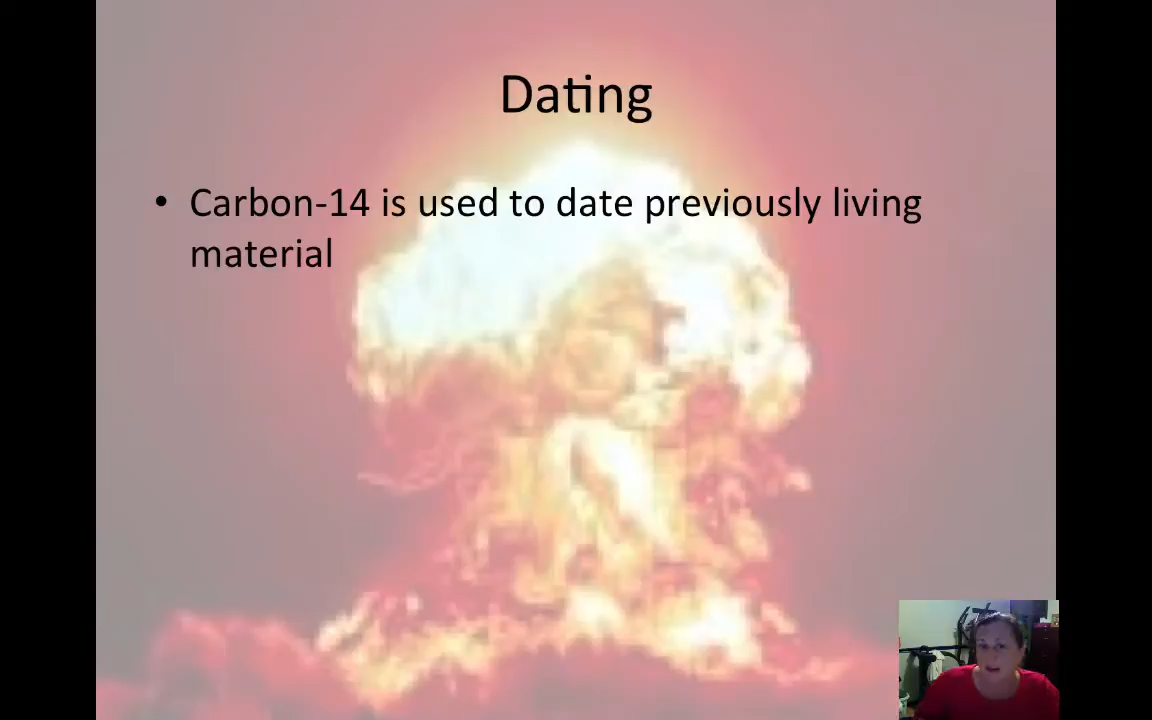 Dating
• Carbon-14 is used to date previously living
material